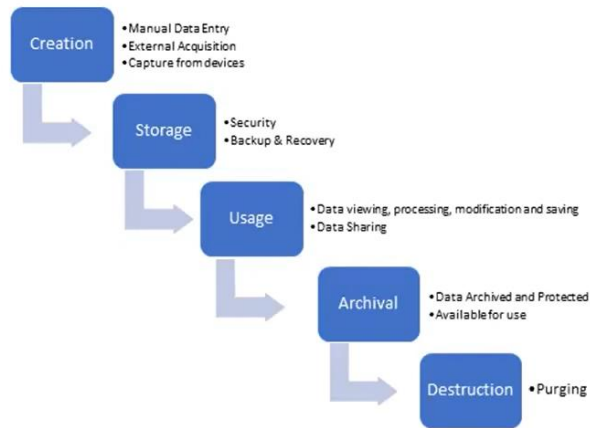 Creation
•Manual Data Entry
•External Acquisition
•Capture from devices
Storage
•Security
•Backup & Recovery
Usage
•Data viewing, processing, modification and saving
•Data Sharing
Archival
•Data Archived and Protected
•Available for use
Destruction
•Purging